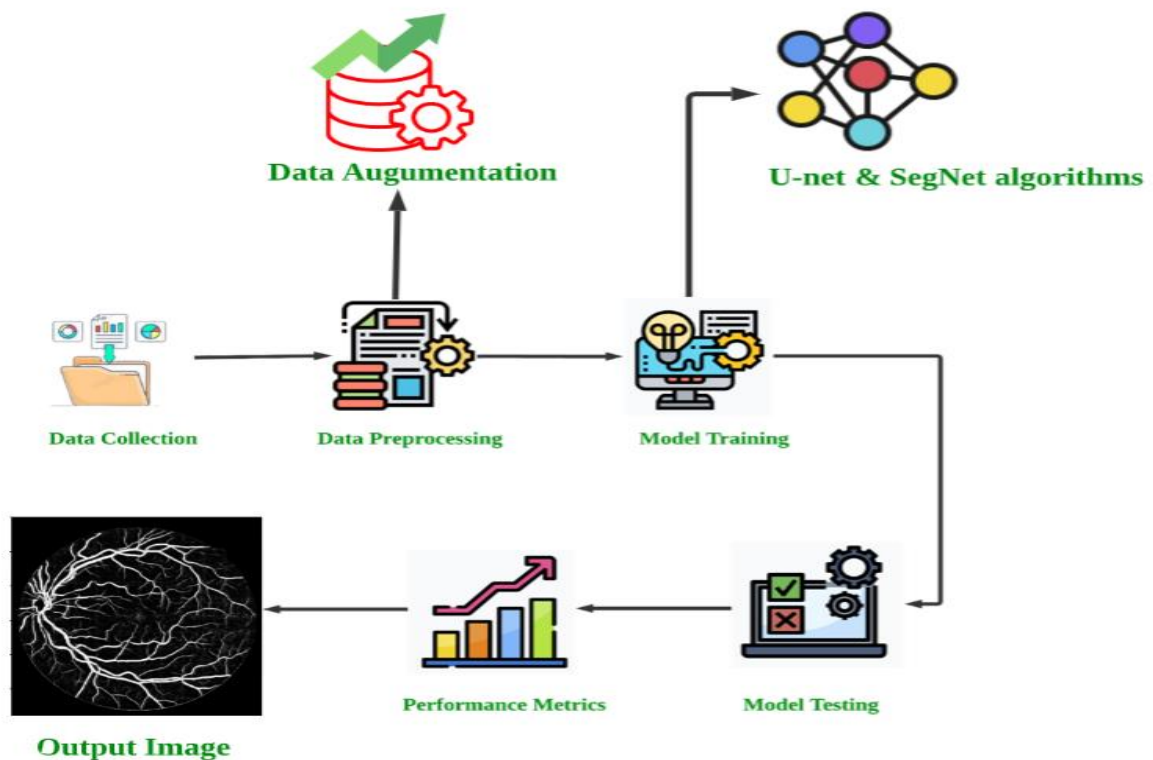 Data Augumentation
U-net & SegNet algorithms
Data Collection
Data Preprocessing
Model Training
Output Image
Performance Metrics
Model Testing